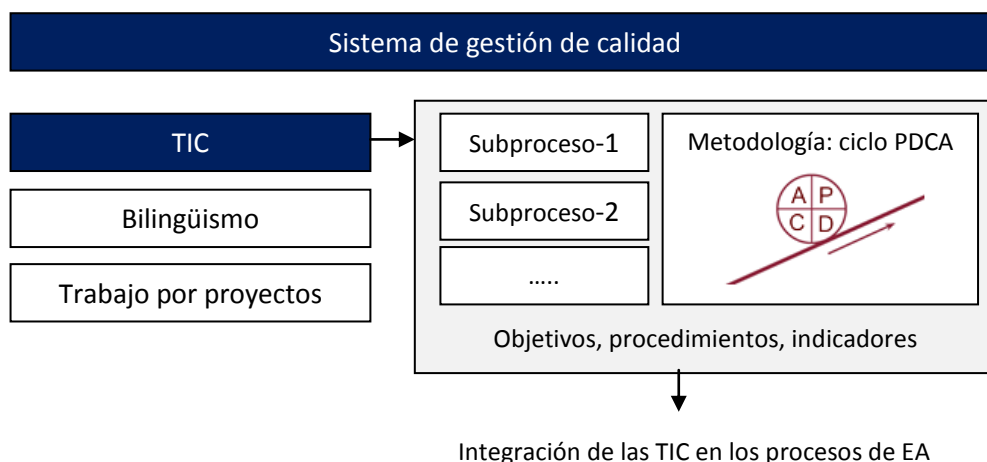 Sistema de gestión de calidad
TIC
Bilingüismo
Trabajo por proyectos
Subproceso-1
Subproceso-2
.....
Metodología: ciclo PDCA
A P
C D
Objetivos, procedimientos, indicadores
Integración de las TIC en los procesos de EA